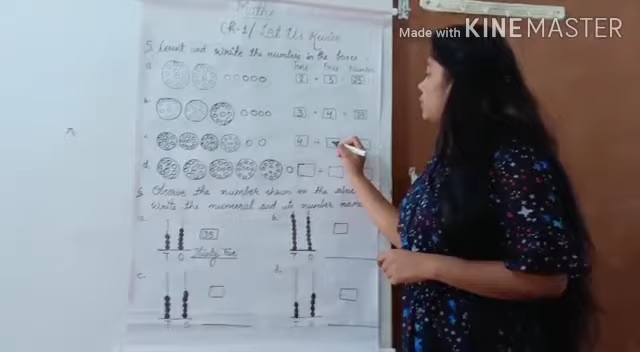 Made with KINEMASTER
Maths
Ch-1/ Let Us Revise
5. Count and write the numbers in the boxes.
Tens Ones Number
a. 2 + 5 = 25
b. 3 + 4 = 34
c. 4 +
d. +
6. Observe the number shown on the abacus
Write the numeral and its number name
a. 35 b.
T O Thirty Five T O
c. d.
T O T O